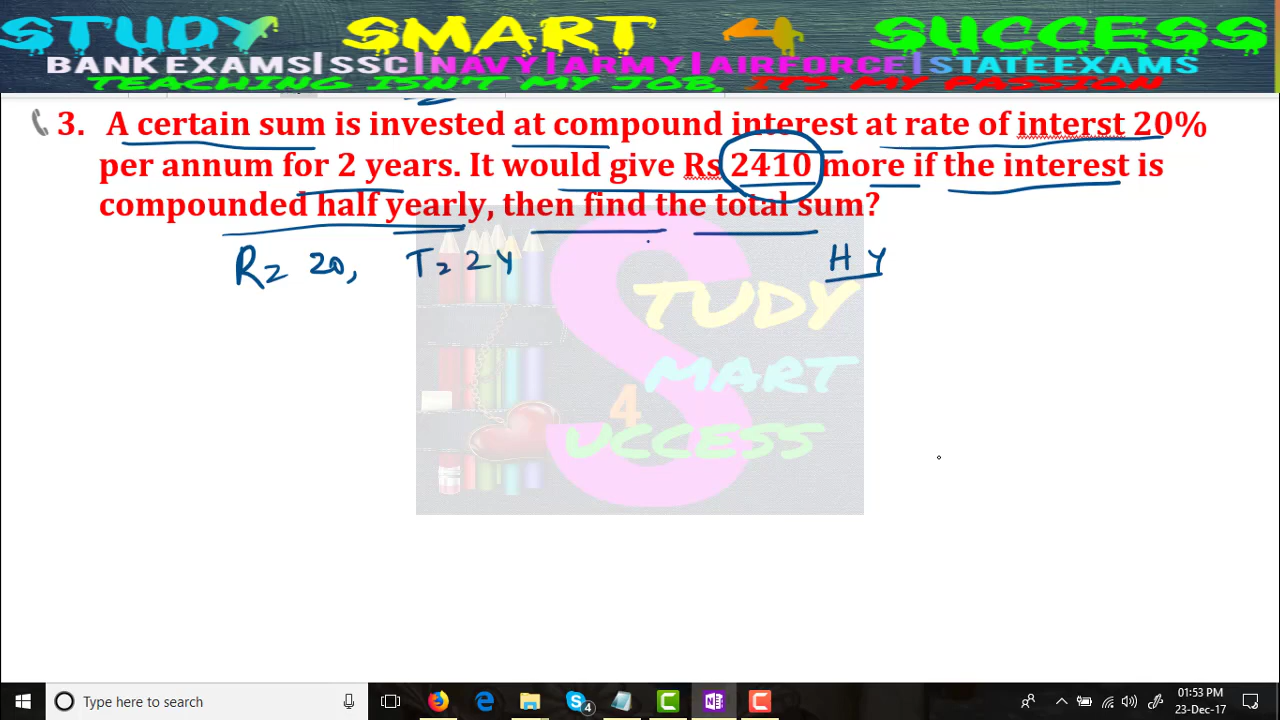 STUDY SMART 4 SUCCESS
BANK EXAMS|SSC|NAVY|ARMY|AIRFORCE|STATE EXAMS
TEACHING ISN'T MY JOB, IT'S MY PASSION
3. A certain sum is invested at compound interest at rate of interst 20%
per annum for 2 years. It would give Rs 2410 more if the interest is
compounded half yearly, then find the total sum?
R= 20, T= 2Y HY
TUDY
MART
4
UCCESS
Type here to search
4
01:53 PM
23-Dec-17